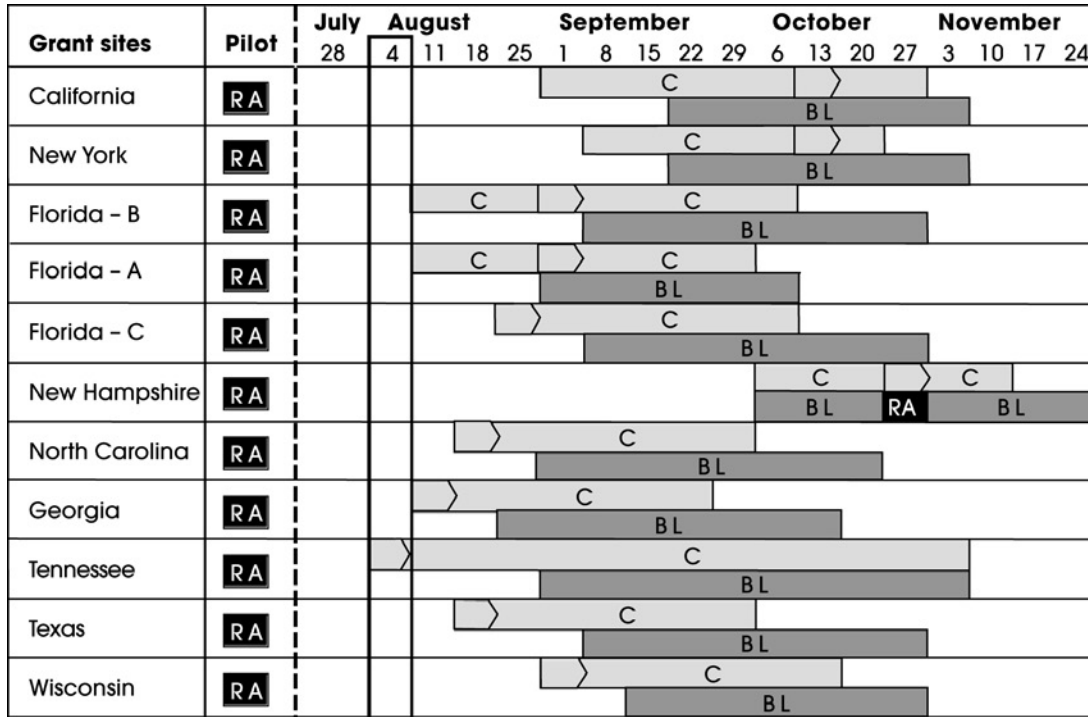 July August September October November
Grant sites Pilot 28 4 11 18 25 1 8 15 22 29 6 13 20 27 3 10 17 24
California RA C
BL
New York RA C
BL
Florida – B RA C C
BL
Florida – A RA C C
BL
Florida – C RA C
BL
New Hampshire RA C C
BL RA BL
North Carolina RA C
BL
Georgia RA C
BL
Tennessee RA C
BL
Texas RA C
BL
Wisconsin RA C
BL